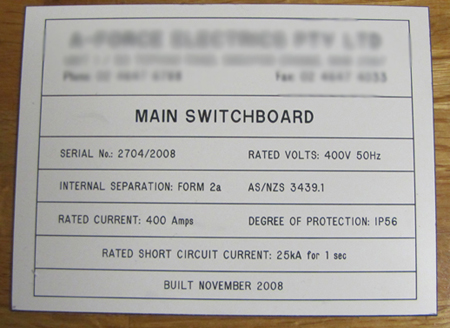 MAIN SWITCHBOARD
SERIAL No.: 2704/2008 RATED VOLTS: 400V 50Hz
INTERNAL SEPARATION: FORM 2a AS/NZS 3439.1
RATED CURRENT: 400 Amps DEGREE OF PROTECTION: IP56
RATED SHORT CIRCUIT CURRENT: 25kA for 1 sec
BUILT NOVEMBER 2008